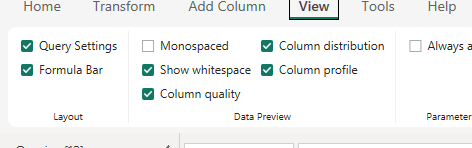 Home Transform Add Column View Tools Help
Query Settings Monospaced Column distribution Always a
Formula Bar Show whitespace Column profile
Column quality
Layout Data Preview Parameter